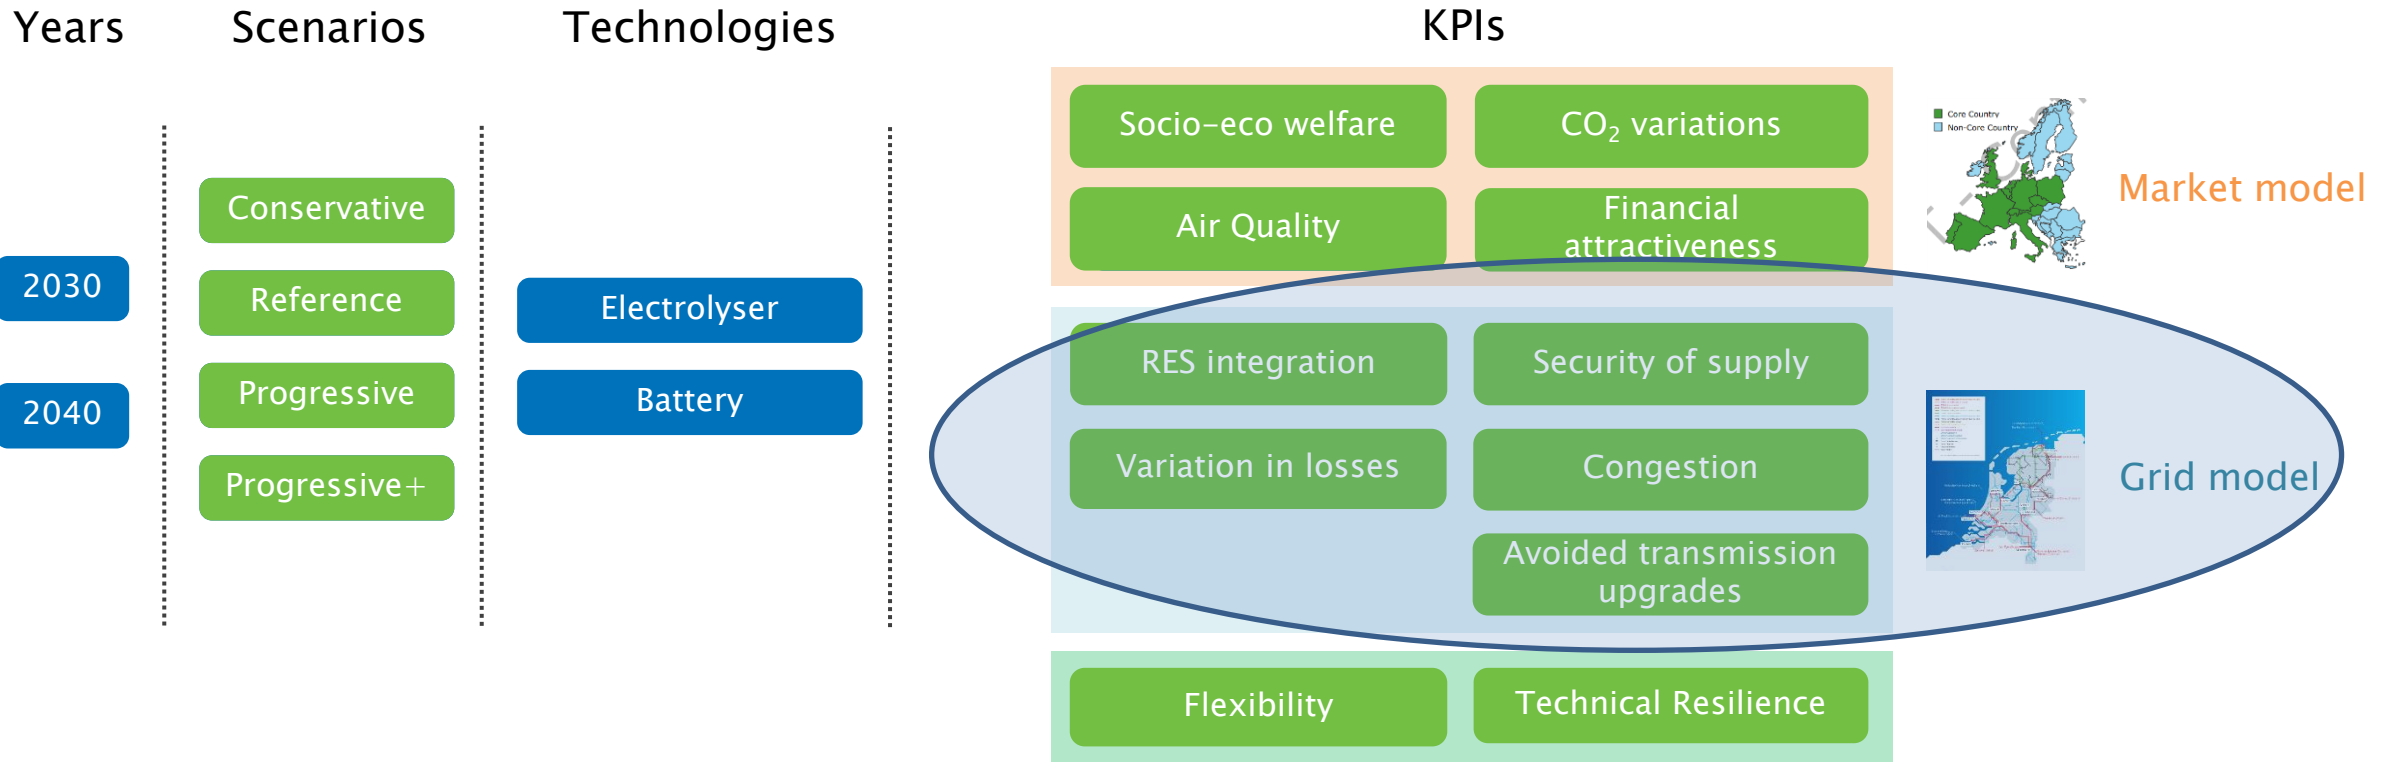 Years
Scenarios
Technologies
KPIs
2030
2040
Conservative
Reference
Progressive
Progressive+
Electrolyser
Battery
Socio-eco welfare
CO₂ variations
Air Quality
Financial
attractiveness
Core Country
Non-Core Country
Market model
RES integration
Security of supply
Variation in losses
Congestion
Avoided transmission
upgrades
Grid model
Flexibility
Technical Resilience